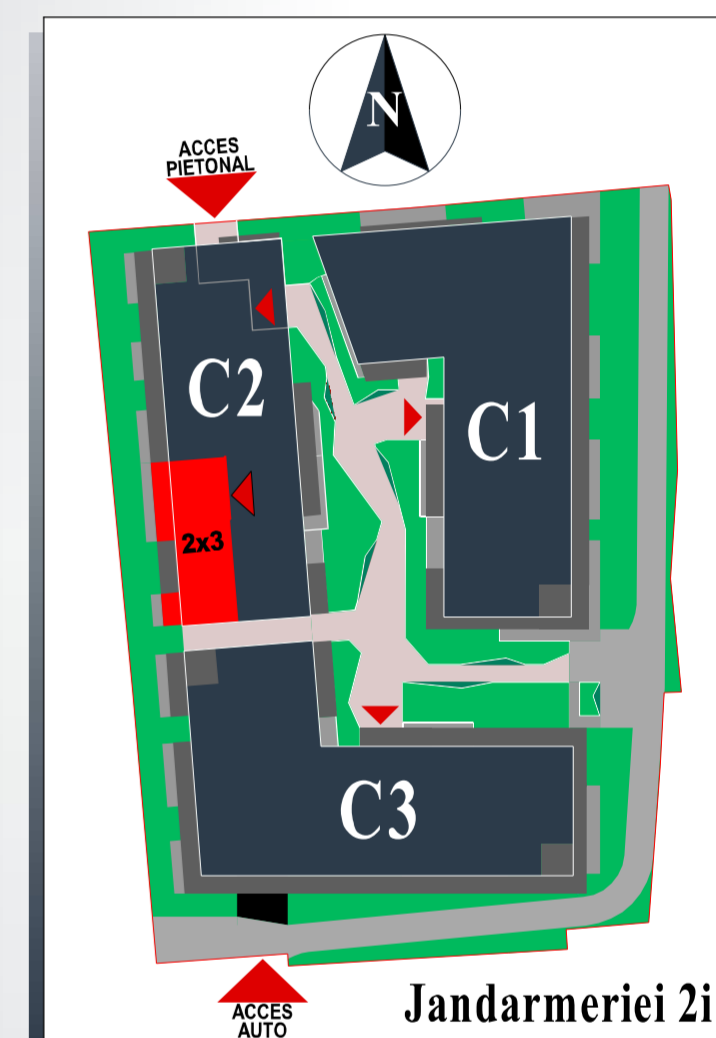 N
ACCES
PIETONAL
C2
C1
2x3
C3
ACCES
AUTO
Jandarmeriei 2i